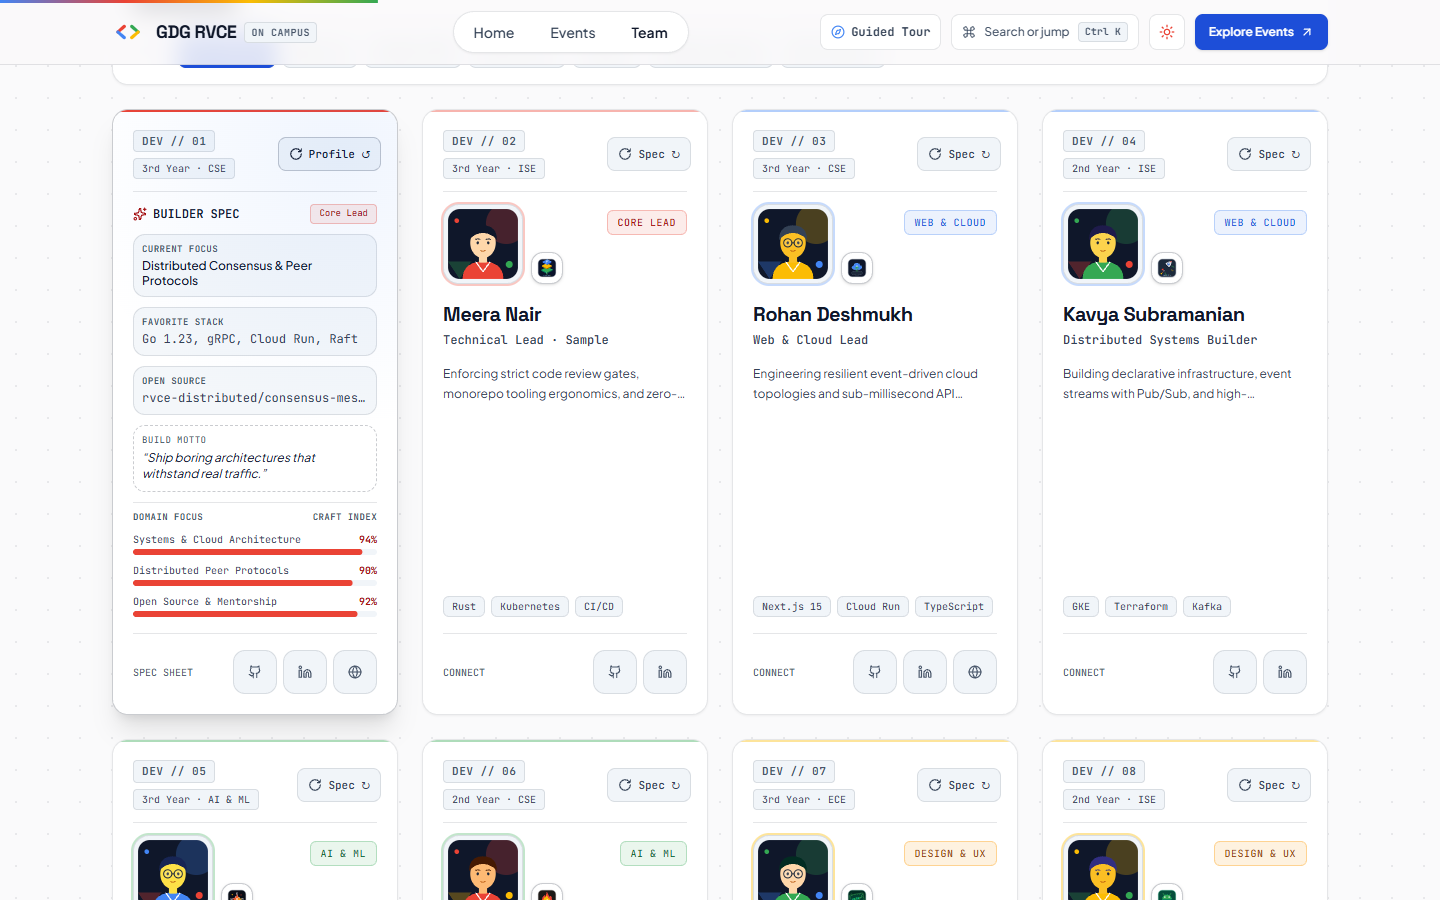 GDG RVCE
ON CAMPUS
Home
Events
Team
Guided Tour
Search or jump
Ctrl K
Explore Events
DEV // 01
3rd Year · CSE
Profile ↺
BUILDER SPEC
Core Lead
CURRENT FOCUS
Distributed Consensus & Peer
Protocols
FAVORITE STACK
Go 1.23, gRPC, Cloud Run, Raft
OPEN SOURCE
rvce-distributed/consensus-mes…
BUILD MOTTO
“Ship boring architectures that
withstand real traffic.”
DOMAIN FOCUS
CRAFT INDEX
Systems & Cloud Architecture
94%
Distributed Peer Protocols
90%
Open Source & Mentorship
92%
SPEC SHEET
DEV // 02
3rd Year · ISE
Spec ↻
CORE LEAD
Meera Nair
Technical Lead · Sample
Enforcing strict code review gates,
monorepo tooling ergonomics, and zero-…
Rust
Kubernetes
CI/CD
CONNECT
DEV // 03
3rd Year · CSE
Spec ↻
WEB & CLOUD
Rohan Deshmukh
Web & Cloud Lead
Engineering resilient event-driven cloud
topologies and sub-millisecond API…
Next.js 15
Cloud Run
TypeScript
CONNECT
DEV // 04
2nd Year · ISE
Spec ↻
WEB & CLOUD
Kavya Subramanian
Distributed Systems Builder
Building declarative infrastructure, event
streams with Pub/Sub, and high-…
GKE
Terraform
Kafka
CONNECT
DEV // 05
3rd Year · AI & ML
Spec ↻
AI & ML
DEV // 06
2nd Year · CSE
Spec ↻
AI & ML
DEV // 07
3rd Year · ECE
Spec ↻
DESIGN & UX
DEV // 08
2nd Year · ISE
Spec ↻
DESIGN & UX